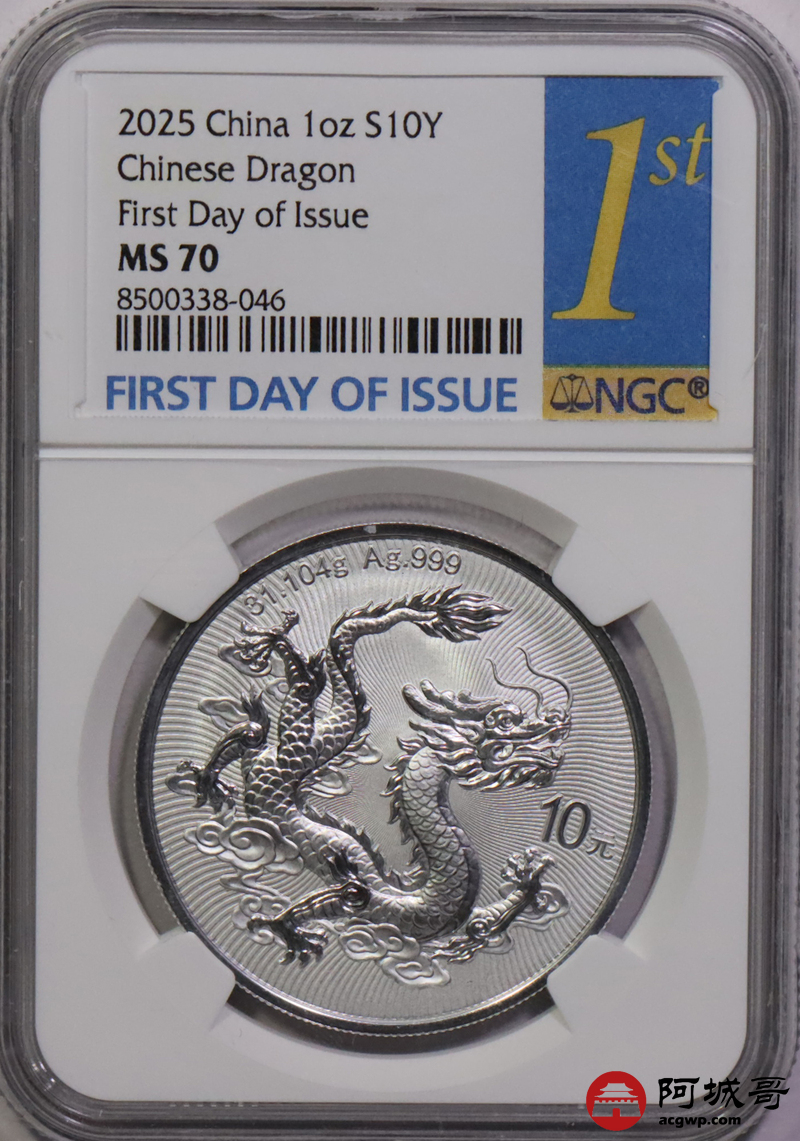 2025 China 1oz S10Y
Chinese Dragon
First Day of Issue
MS 70
8500338-046
FIRST DAY OF ISSUE
1st
NGC®
31.104g Ag.999
10元
阿城哥
acgwp.com